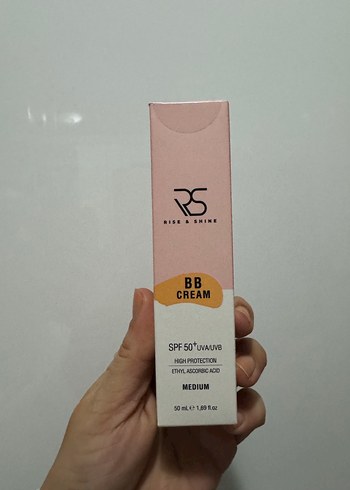 RS
RISE & SHINE
BB
CREAM
SPF 50+ UVA/UVB
HIGH PROTECTION
ETHYL ASCORBIC ACID
MEDIUM
50 mL e 1,69 fl.oz